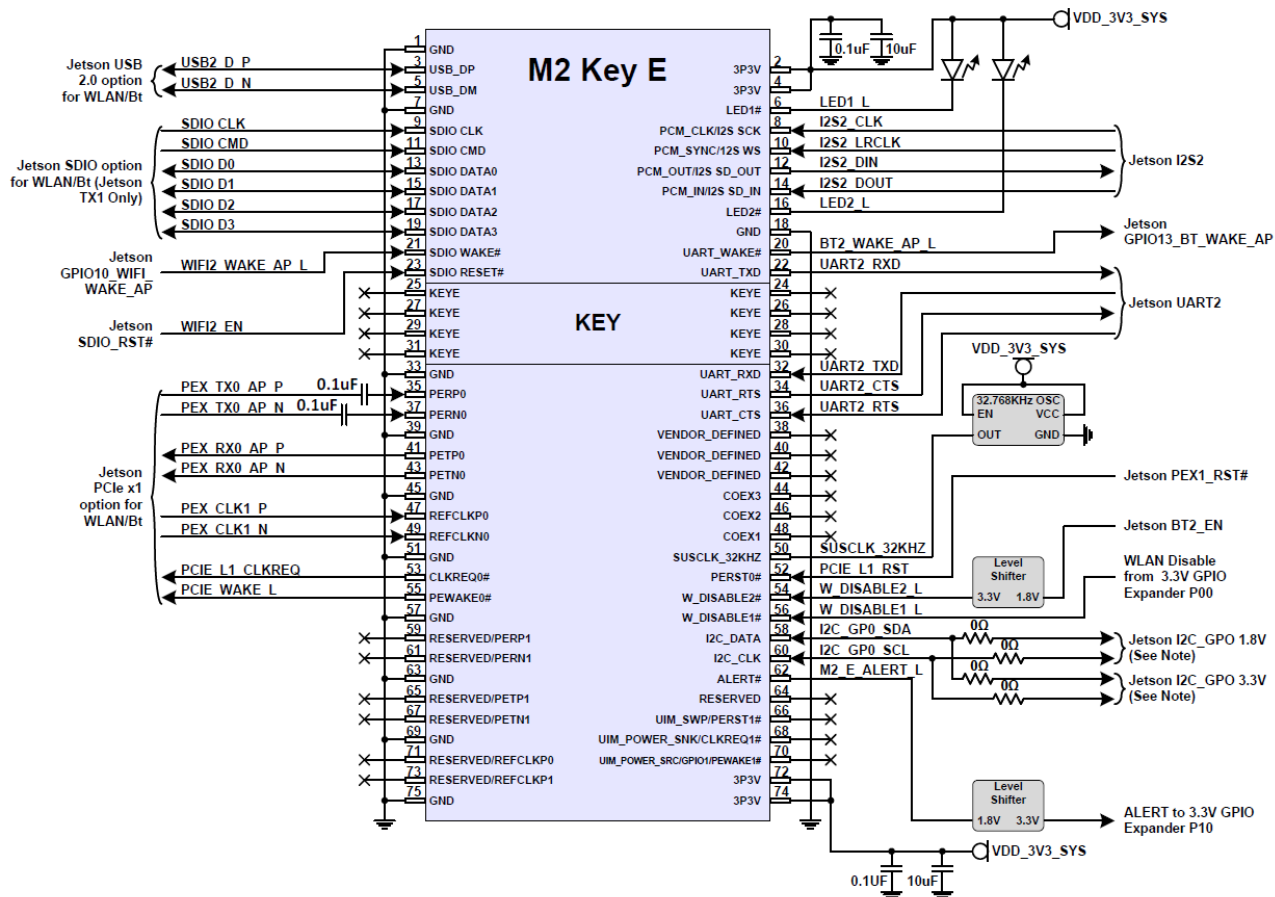 VDD_3V3_SYS
0.1uF
10uF
M2 Key E
Jetson USB
2.0 option
for WLAN/Bt
USB2_D_P
USB2_D_N
1
GND
3
USB_DP
5
USB_DM
7
GND
2
3P3V
4
3P3V
6
LED1#
LED1_L
SDIO CLK
9
SDIO CLK
PCM_CLK/I2S SCK
8
I2S2_CLK
SDIO CMD
11
SDIO CMD
PCM_SYNC/12S WS
10
I2S2_LRCLK
SDIO D0
13
SDIO DATA0
PCM_OUT/I2S SD_OUT
12
I2S2_DIN
SDIO D1
15
SDIO DATA1
PCM_IN/I2S SD_IN
14
I2S2_DOUT
SDIO D2
17
SDIO DATA2
LED2#
16
LED2_L
SDIO D3
19
SDIO DATA3
GND
18
Jetson SDIO option
for WLAN/Bt (Jetson
TX1 Only)
Jetson I2S2
Jetson
GPIO10_WIFI_
WAKE_AP
WIFI2_WAKE_AP_L
21
SDIO WAKE#
UART_WAKE#
20
BT2_WAKE_AP_L
Jetson
GPIO13_BT_WAKE_AP
23
SDIO RESET#
UART_TXD
22
UART2_RXD
25
KEYE
KEYE
24
27
KEYE
KEYE
26
29
KEYE
KEYE
28
31
KEYE
KEYE
30
KEY
Jetson
SDIO_RST#
WIFI2_EN
Jetson UART2
33
GND
UART_RXD
32
UART2_TXD
PEX_TX0_AP_P
0.1uF
35
PERP0
UART_RTS
34
UART2_CTS
PEX_TX0_AP_N
0.1uF
37
PERN0
UART_CTS
36
UART2_RTS
VDD_3V3_SYS
32.768KHz OSC
EN
VCC
OUT
GND
39
GND
VENDOR_DEFINED
38
PEX_RX0_AP_P
41
PETP0
VENDOR_DEFINED
40
PEX_RX0_AP_N
43
PETN0
VENDOR_DEFINED
42
Jetson
PCIe x1
option for
WLAN/Bt
45
GND
COEX3
44
PEX_CLK1_P
47
REFCLKP0
COEX2
46
PEX_CLK1_N
49
REFCLKN0
COEX1
48
51
GND
SUSCLK_32KHZ
50
SUSCLK_32KHZ
PCIE_L1_CLKREQ
53
CLKREQ0#
PERST0#
52
PCIE_L1_RST
Jetson PEX1_RST#
PCIE_WAKE_L
55
PEWAKE0#
W_DISABLE2#
54
W_DISABLE2_L
Level
Shifter
3.3V
1.8V
Jetson BT2_EN
57
GND
W_DISABLE1#
56
W_DISABLE1_L
WLAN Disable
from 3.3V GPIO
Expander P00
59
RESERVED/PERP1
I2C_DATA
58
I2C_GP0_SDA
0Ω
Jetson I2C_GPO 1.8V
(See Note)
61
RESERVED/PERN1
I2C_CLK
60
I2C_GP0_SCL
0Ω
0Ω
63
GND
ALERT#
62
M2_E_ALERT_L
0Ω
Jetson I2C_GPO 3.3V
(See Note)
65
RESERVED/PETP1
RESERVED
64
67
RESERVED/PETN1
UIM_SWP/PERST1#
66
69
GND
UIM_POWER_SNK/CLKREQ1#
68
71
RESERVED/REFCLKP0
UIM_POWER_SRC/GPIO1/PEWAKE1#
70
73
RESERVED/REFCLKP1
3P3V
72
75
GND
3P3V
74
Level
Shifter
1.8V
3.3V
ALERT to 3.3V GPIO
Expander P10
VDD_3V3_SYS
0.1UF
10uF